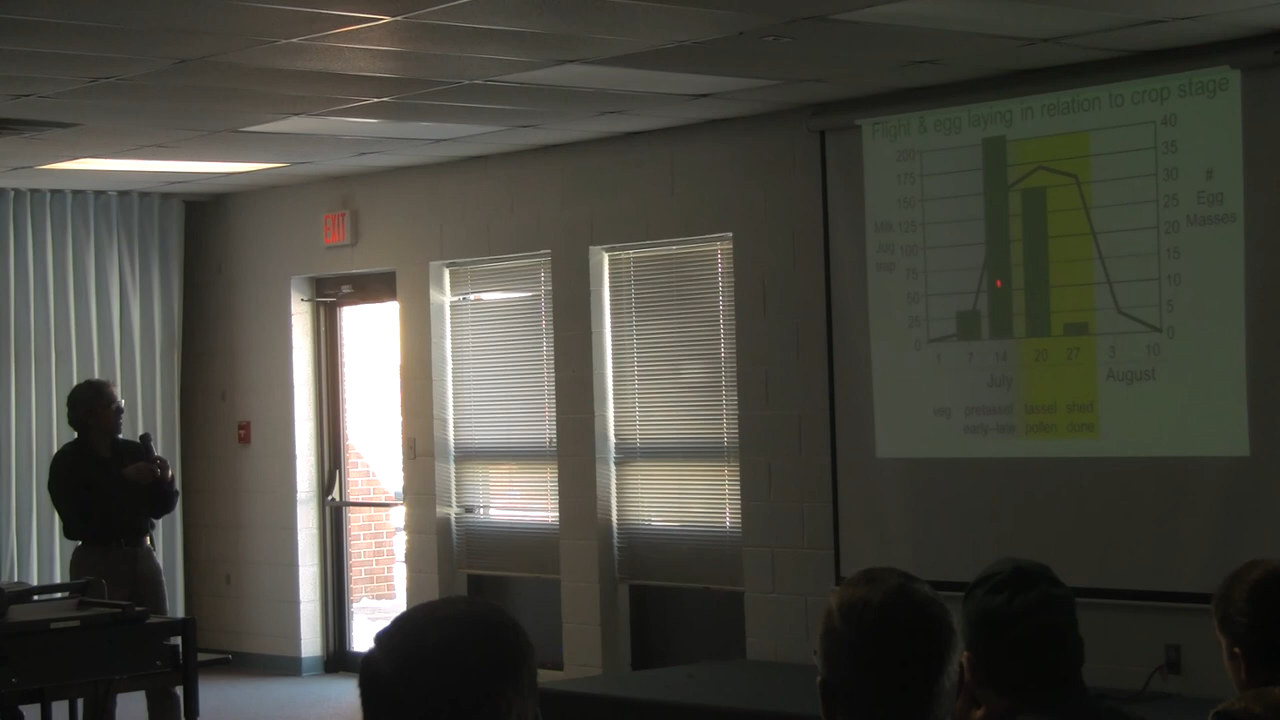 EXIT
Flight & egg laying in relation to crop stage
200
175
150
125
100
75
50
25
0
Milk
Jug
40
35
30
25
20
15
10
5
0
#
Egg
Masses
1 7 14 20 27 3 10
July August
veg pretassel tassel shed
early-late pollen done